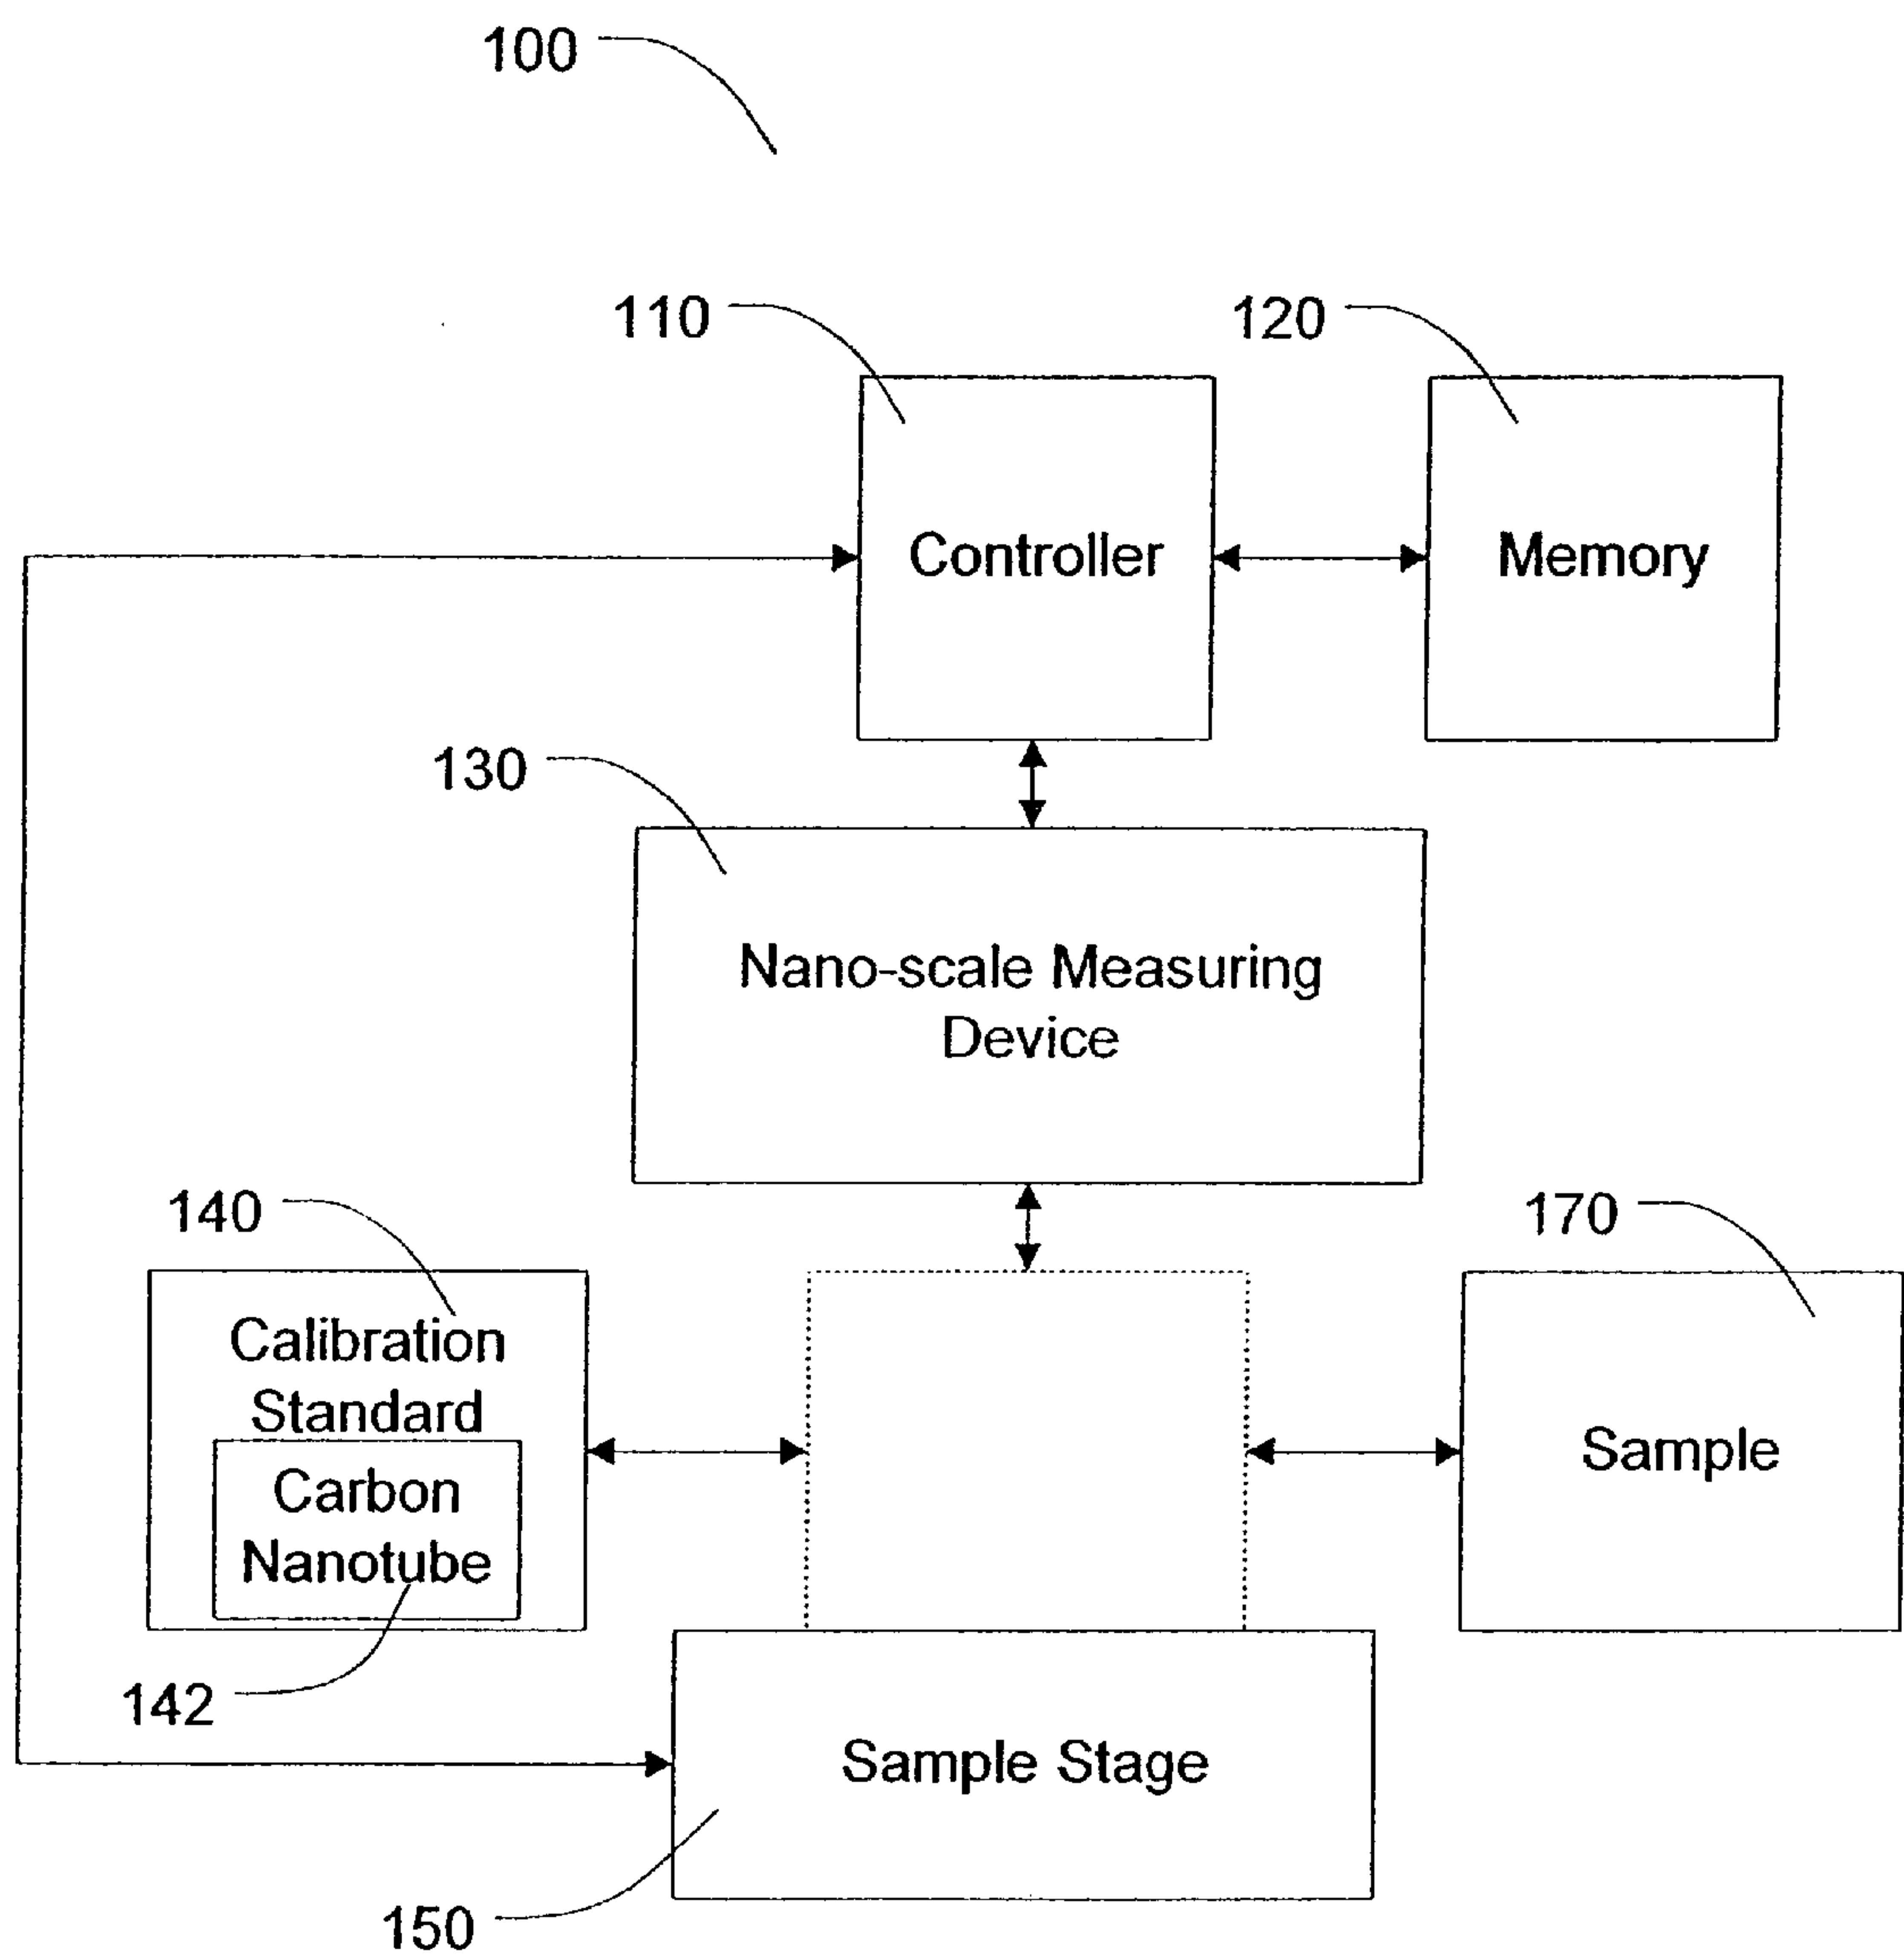 100
110
120
Controller
Memory
130
Nano-scale Measuring
Device
140
170
Calibration
Standard
Carbon
Nanotube
Sample
142
Sample Stage
150